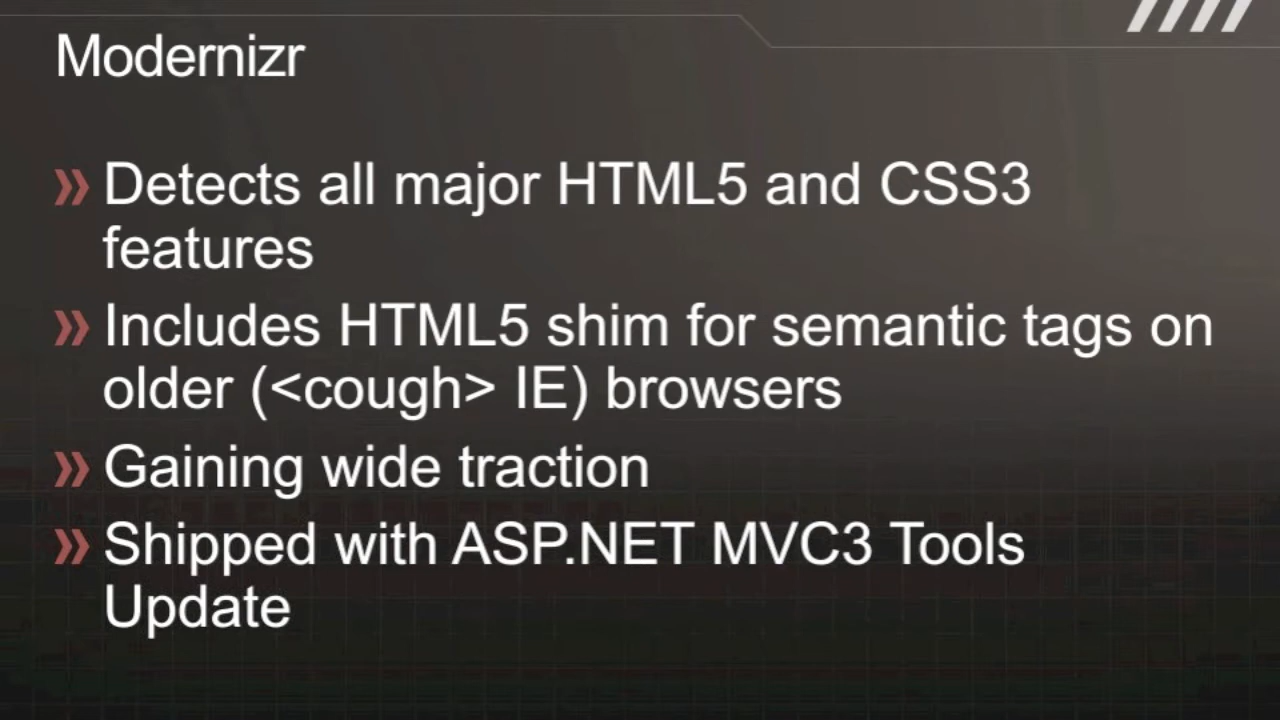 Modernizr
Detects all major HTML5 and CSS3
features
Includes HTML5 shim for semantic tags on
older (<cough> IE) browsers
Gaining wide traction
Shipped with ASP.NET MVC3 Tools
Update